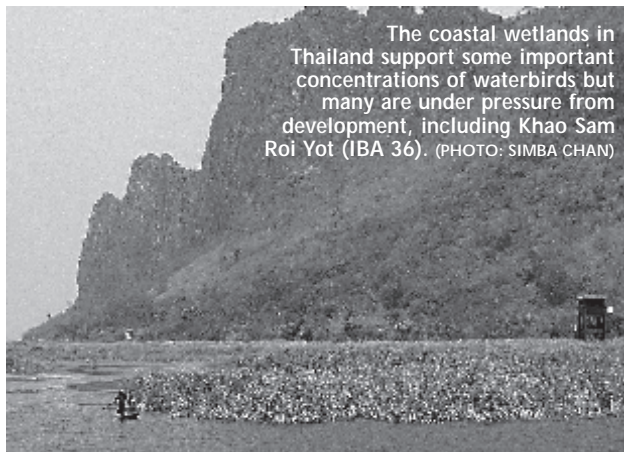 The coastal wetlands in
Thailand support some important
concentrations of waterbirds but
many are under pressure from
development, including Khao Sam
Roi Yot (IBA 36). (PHOTO: SIMBA CHAN)